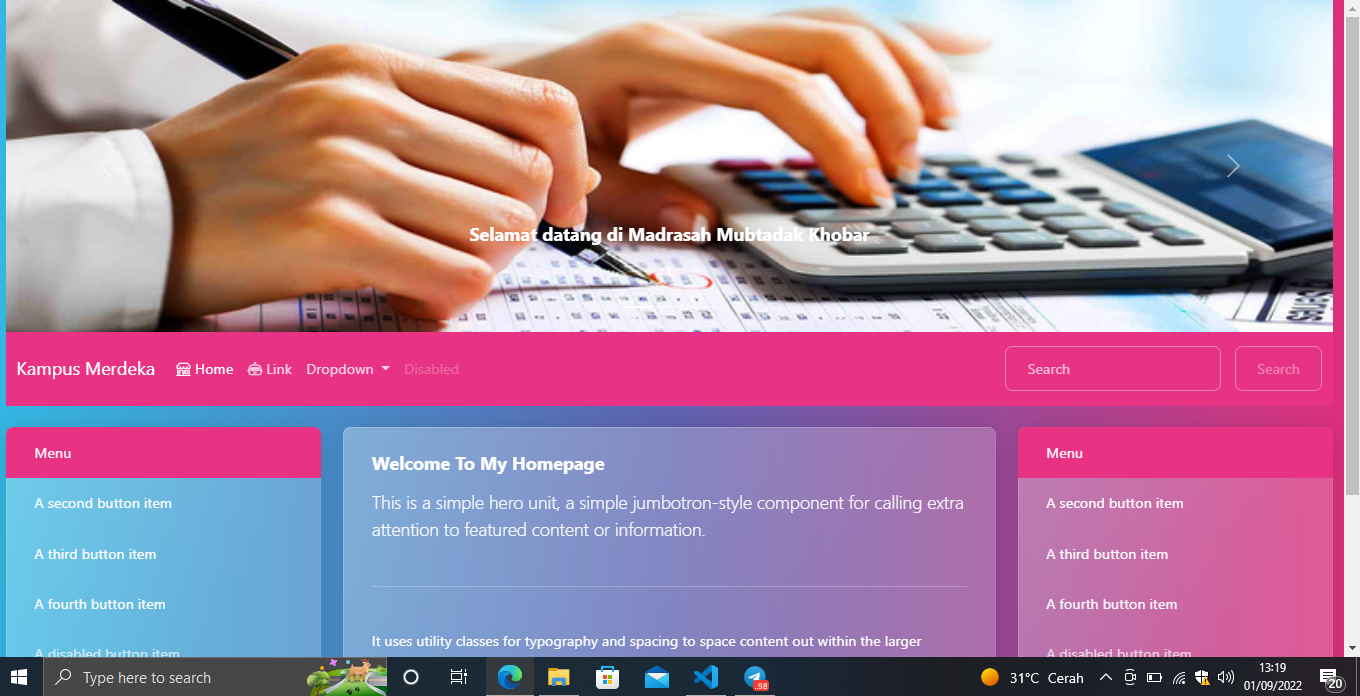 Selamat datang di Madrasah Mubtadak Khobar
Kampus Merdeka Home Link Dropdown Disabled Search Search
Menu
A second button item
A third button item
A fourth button item
A disabled button item
Welcome To My Homepage
This is a simple hero unit, a simple jumbotron-style component for calling extra
attention to featured content or information.
It uses utility classes for typography and spacing to space content out within the larger
Menu
A second button item
A third button item
A fourth button item
A disabled button item
Type here to search
.98
31°C Cerah
13:19
01/09/2022
20